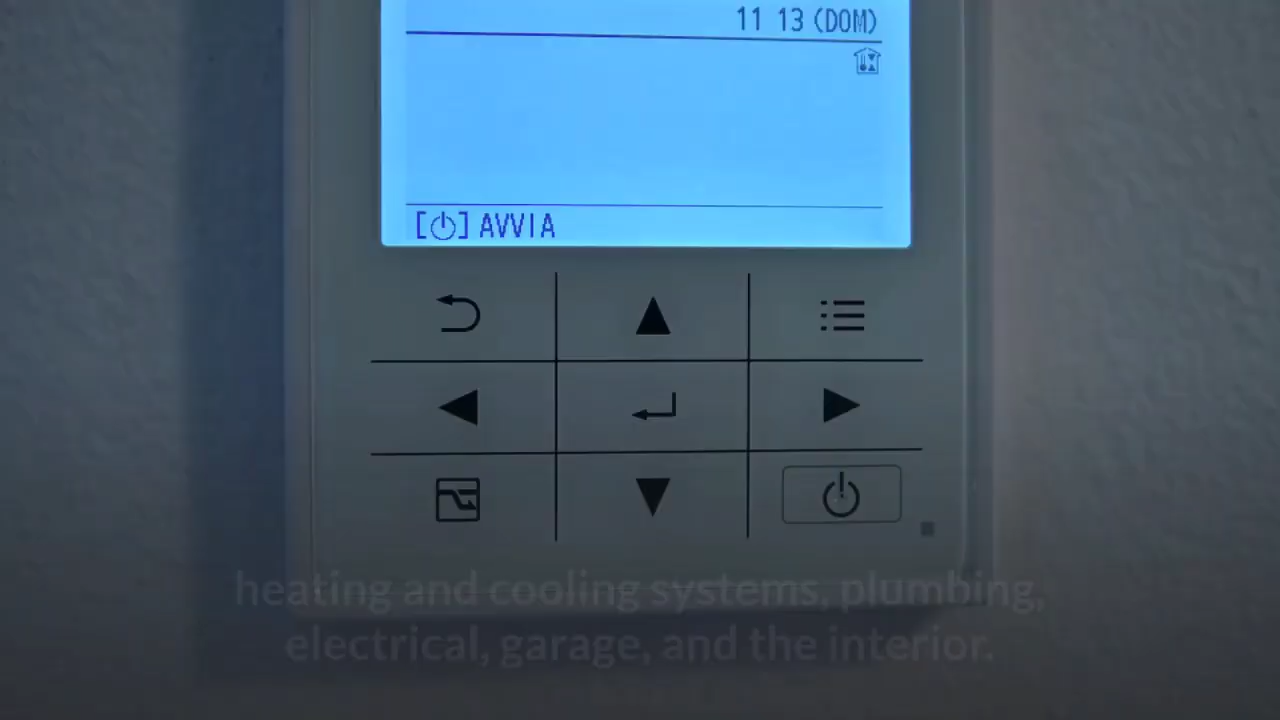 11 13 (DOM)
[⏻] AVVIA
heating and cooling systems, plumbing,
electrical, garage, and the interior.